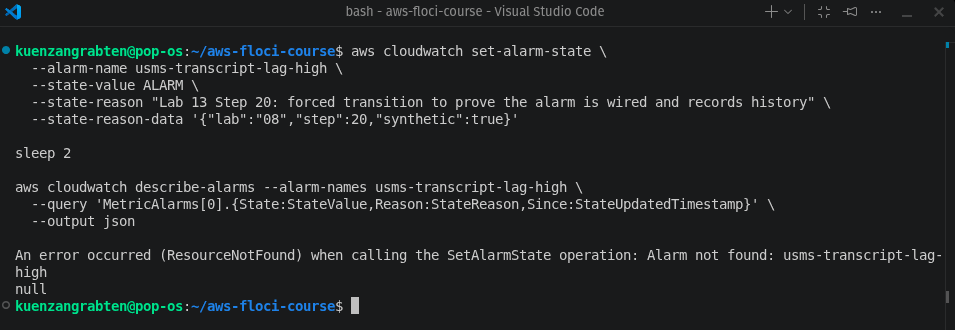 bash - aws-floci-course - Visual Studio Code
kuenzangrabten@pop-os:~/aws-floci-course$ aws cloudwatch set-alarm-state \
--alarm-name usms-transcript-lag-high \
--state-value ALARM \
--state-reason "Lab 13 Step 20: forced transition to prove the alarm is wired and records history" \
--state-reason-data '{"lab":"08","step":20,"synthetic":true}'
sleep 2
aws cloudwatch describe-alarms --alarm-names usms-transcript-lag-high \
--query 'MetricAlarms[0].{State:StateValue,Reason:StateReason,Since:StateUpdatedTimestamp}' \
--output json
An error occurred (ResourceNotFound) when calling the SetAlarmState operation: Alarm not found: usms-transcript-lag-
high
null
kuenzangrabten@pop-os:~/aws-floci-course$